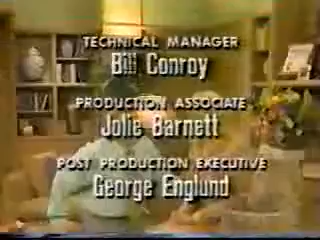 TECHNICAL MANAGER
Bill Conroy
PRODUCTION ASSOCIATE
Jolie Barnett
POST PRODUCTION EXECUTIVE
George Englund